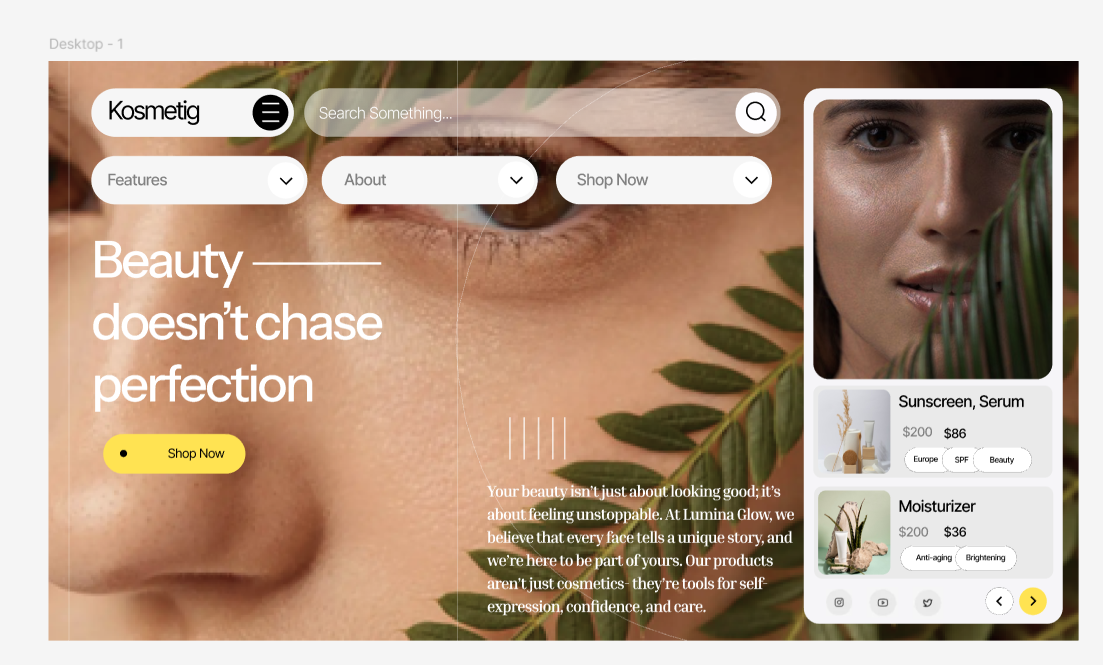 Desktop - 1
Kosmetig
Search Something...
Features
About
Shop Now
Beauty
doesn't chase
perfection
Shop Now
Your beauty isn't just about looking good; it's
about feeling unstoppable. At Lumina Glow, we
believe that every face tells a unique story, and
we're here to be part of yours. Our products
aren't just cosmetics- they're tools for self-
expression, confidence, and care.
Sunscreen, Serum
$200 $86
Europe SPF Beauty
Moisturizer
$200 $36
Anti-aging Brightening